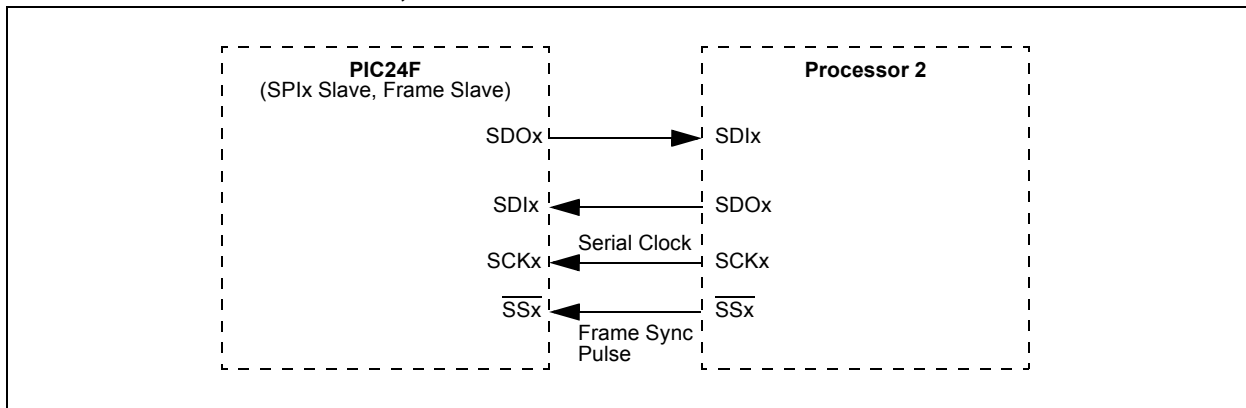 PIC24F
(SPIx Slave, Frame Slave)
Processor 2
SDOx
SDIx
SDIx
SDOx
Serial Clock
SCKx
SCKx
SSx
SSx
Frame Sync
Pulse